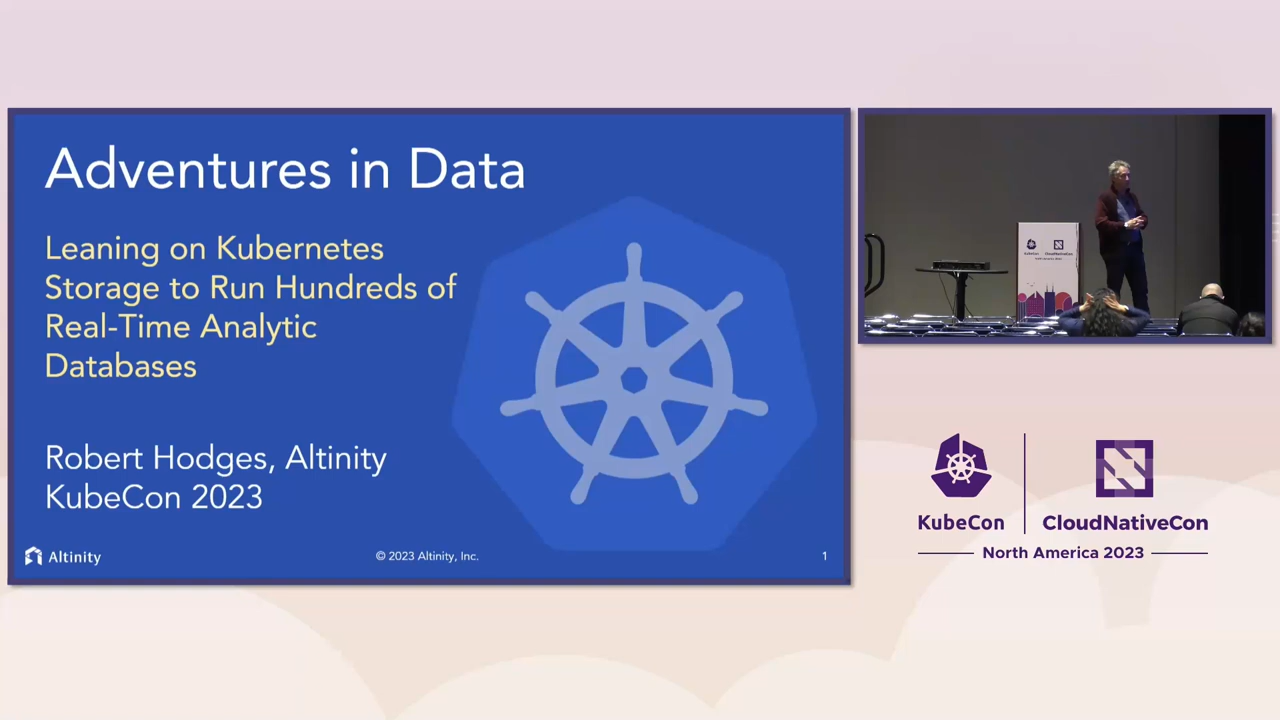 Adventures in Data
Leaning on Kubernetes
Storage to Run Hundreds of
Real-Time Analytic
Databases
Robert Hodges, Altinity
KubeCon 2023
Altinity
© 2023 Altinity, Inc.
1
KubeCon
CloudNativeCon
North America 2023